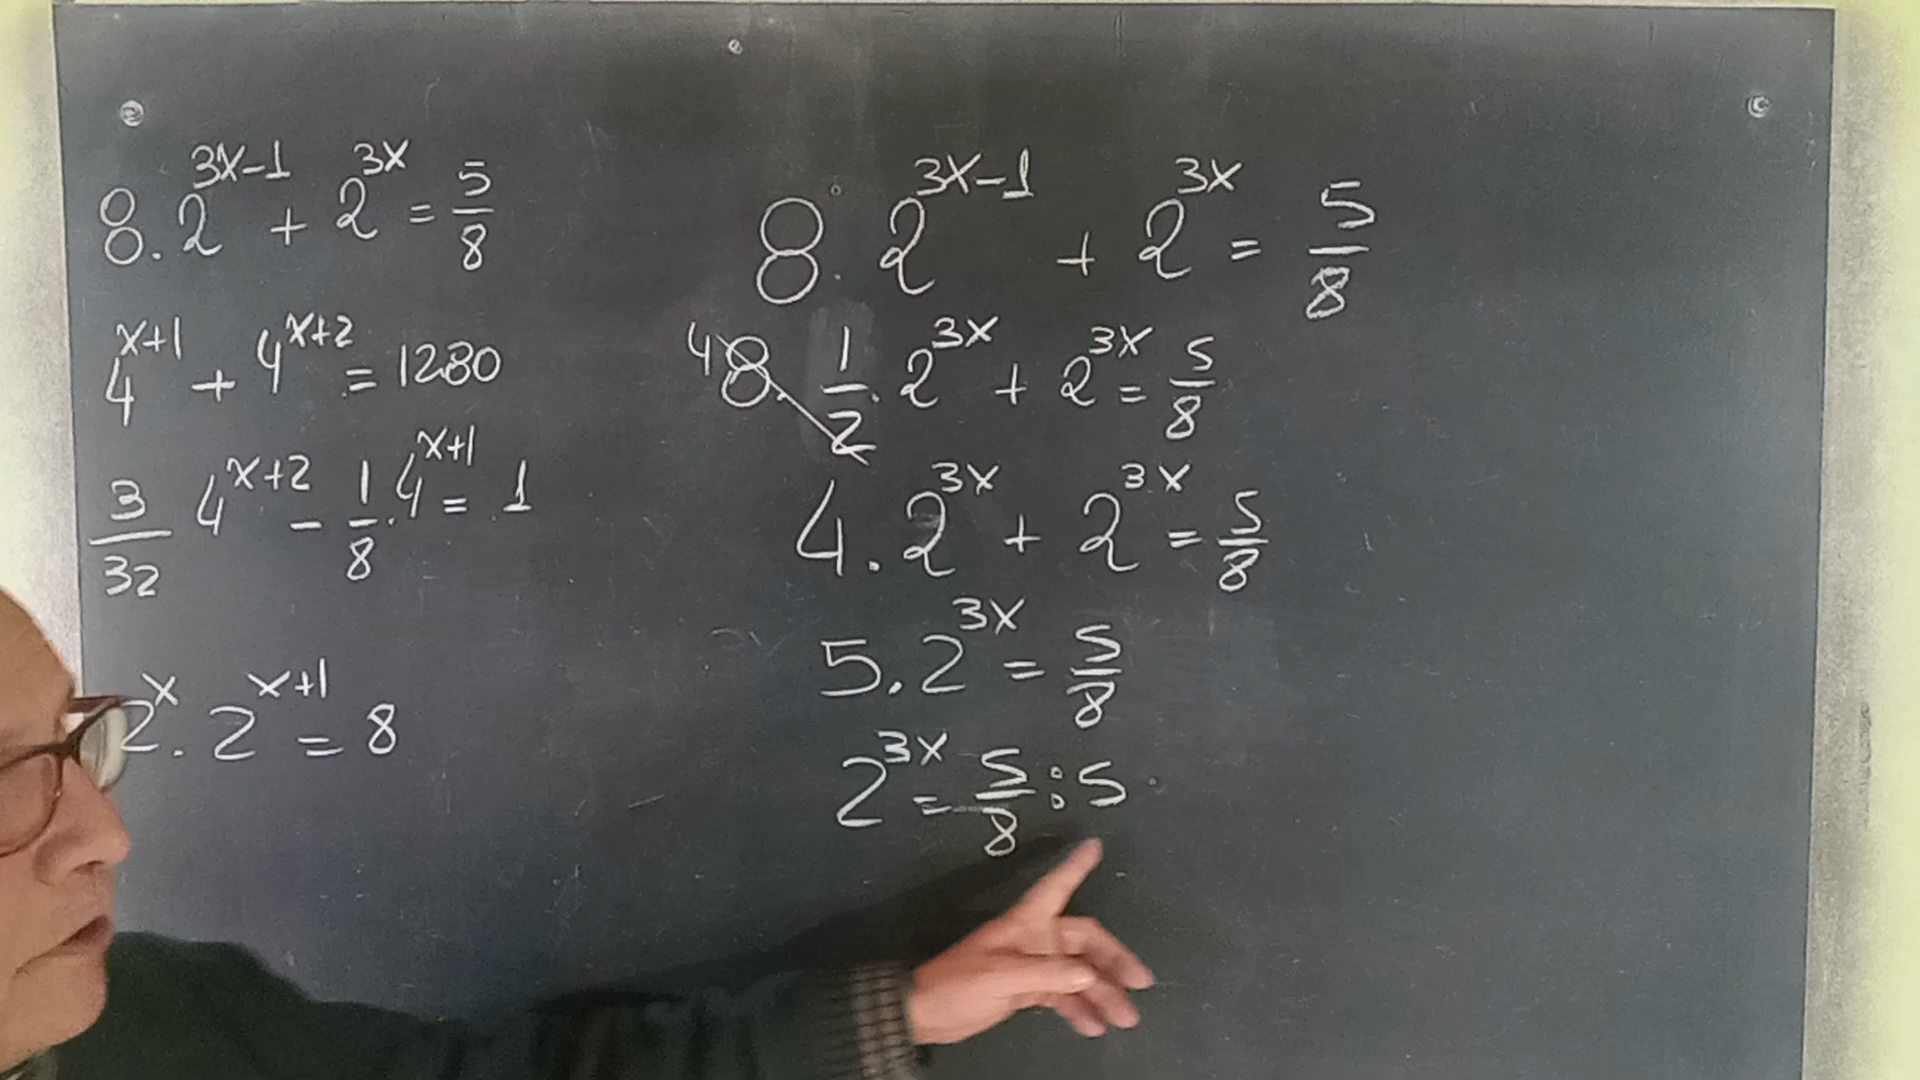 8.2^{3x-1} + 2^{3x} = 5/8
4^{x+1} + 4^{x+2} = 1280
3/32 4^{x+2} - 1/8 . 4^{x+1} = 1
2^x . 2^{x+1} = 8
8. 2^{3x-1} + 2^{3x} = 5/8
4 8. 1/2 . 2^{3x} + 2^{3x} = 5/8
4. 2^{3x} + 2^{3x} = 5/8
5. 2^{3x} = 5/8
2^{3x} = 5/8 : 5